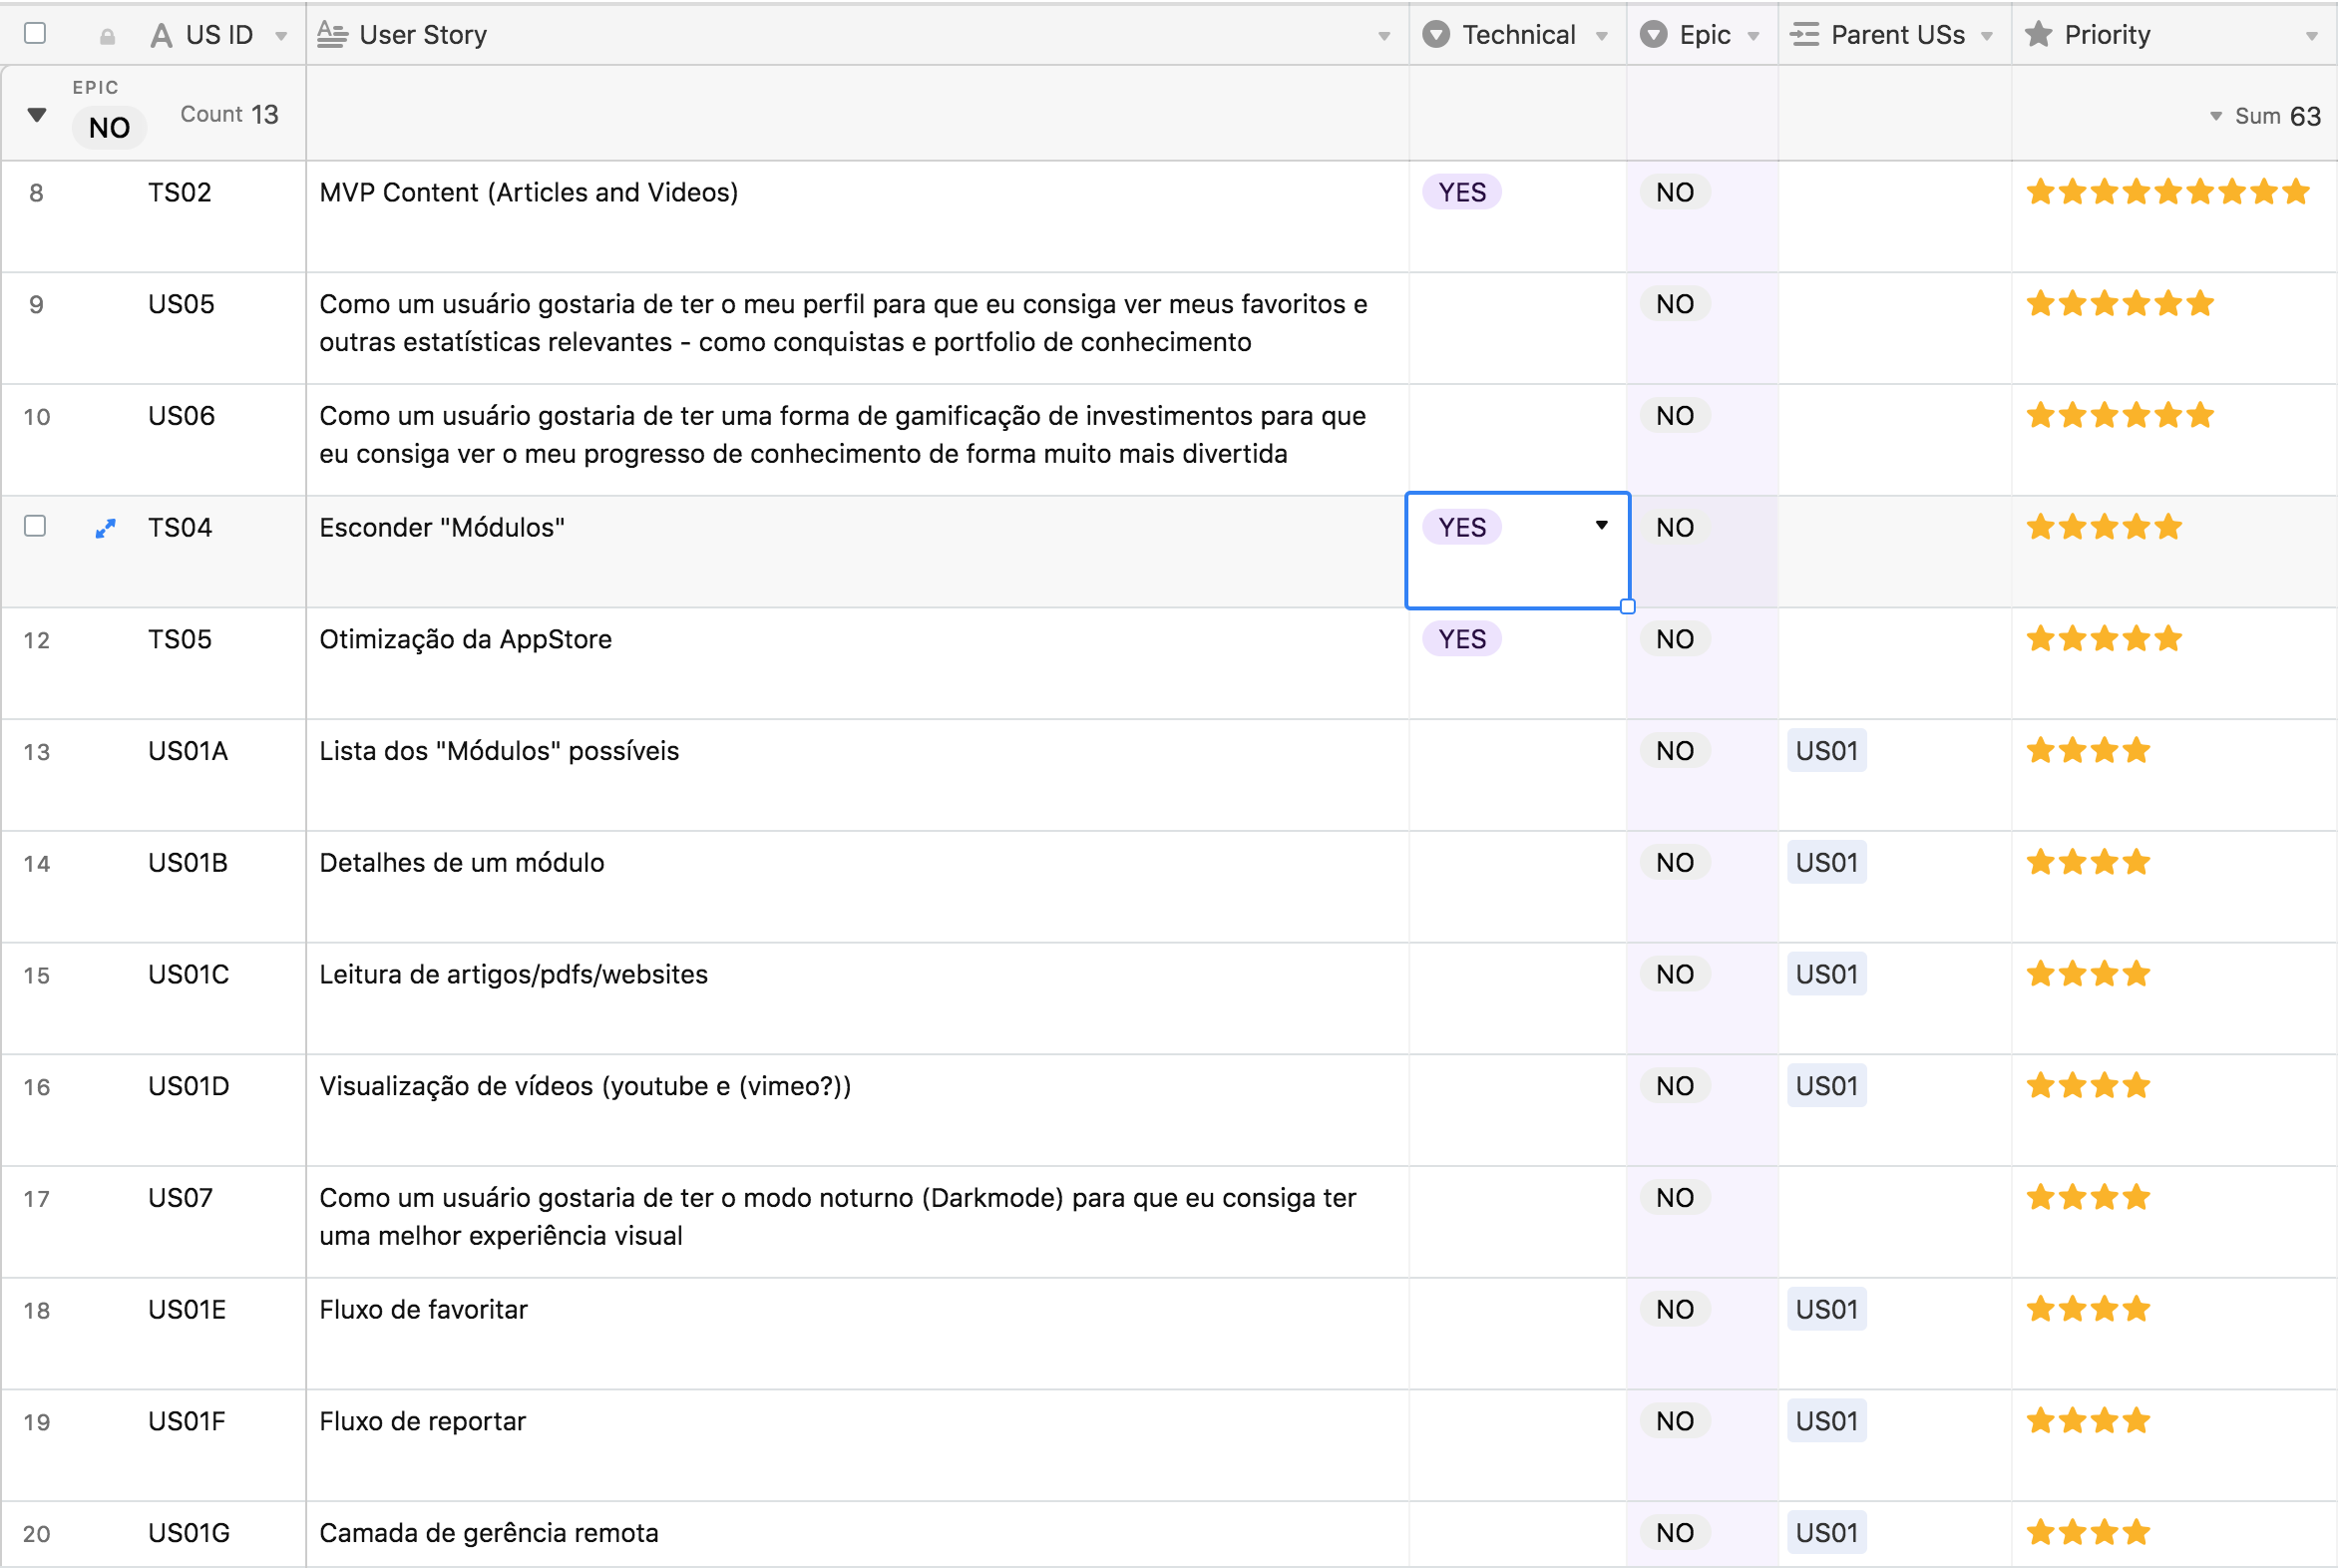 US ID User Story Technical Epic Parent USs Priority
EPIC
NO Count 13 Sum 63
8 TS02 MVP Content (Articles and Videos) YES NO
9 US05 Como um usuário gostaria de ter o meu perfil para que eu consiga ver meus favoritos e NO
outras estatísticas relevantes - como conquistas e portfolio de conhecimento
10 US06 Como um usuário gostaria de ter uma forma de gamificação de investimentos para que NO
eu consiga ver o meu progresso de conhecimento de forma muito mais divertida
TS04 Esconder "Módulos" YES NO
12 TS05 Otimização da AppStore YES NO
13 US01A Lista dos "Módulos" possíveis NO US01
14 US01B Detalhes de um módulo NO US01
15 US01C Leitura de artigos/pdfs/websites NO US01
16 US01D Visualização de vídeos (youtube e (vimeo?)) NO US01
17 US07 Como um usuário gostaria de ter o modo noturno (Darkmode) para que eu consiga ter NO
uma melhor experiência visual
18 US01E Fluxo de favoritar NO US01
19 US01F Fluxo de reportar NO US01
20 US01G Camada de gerência remota NO US01